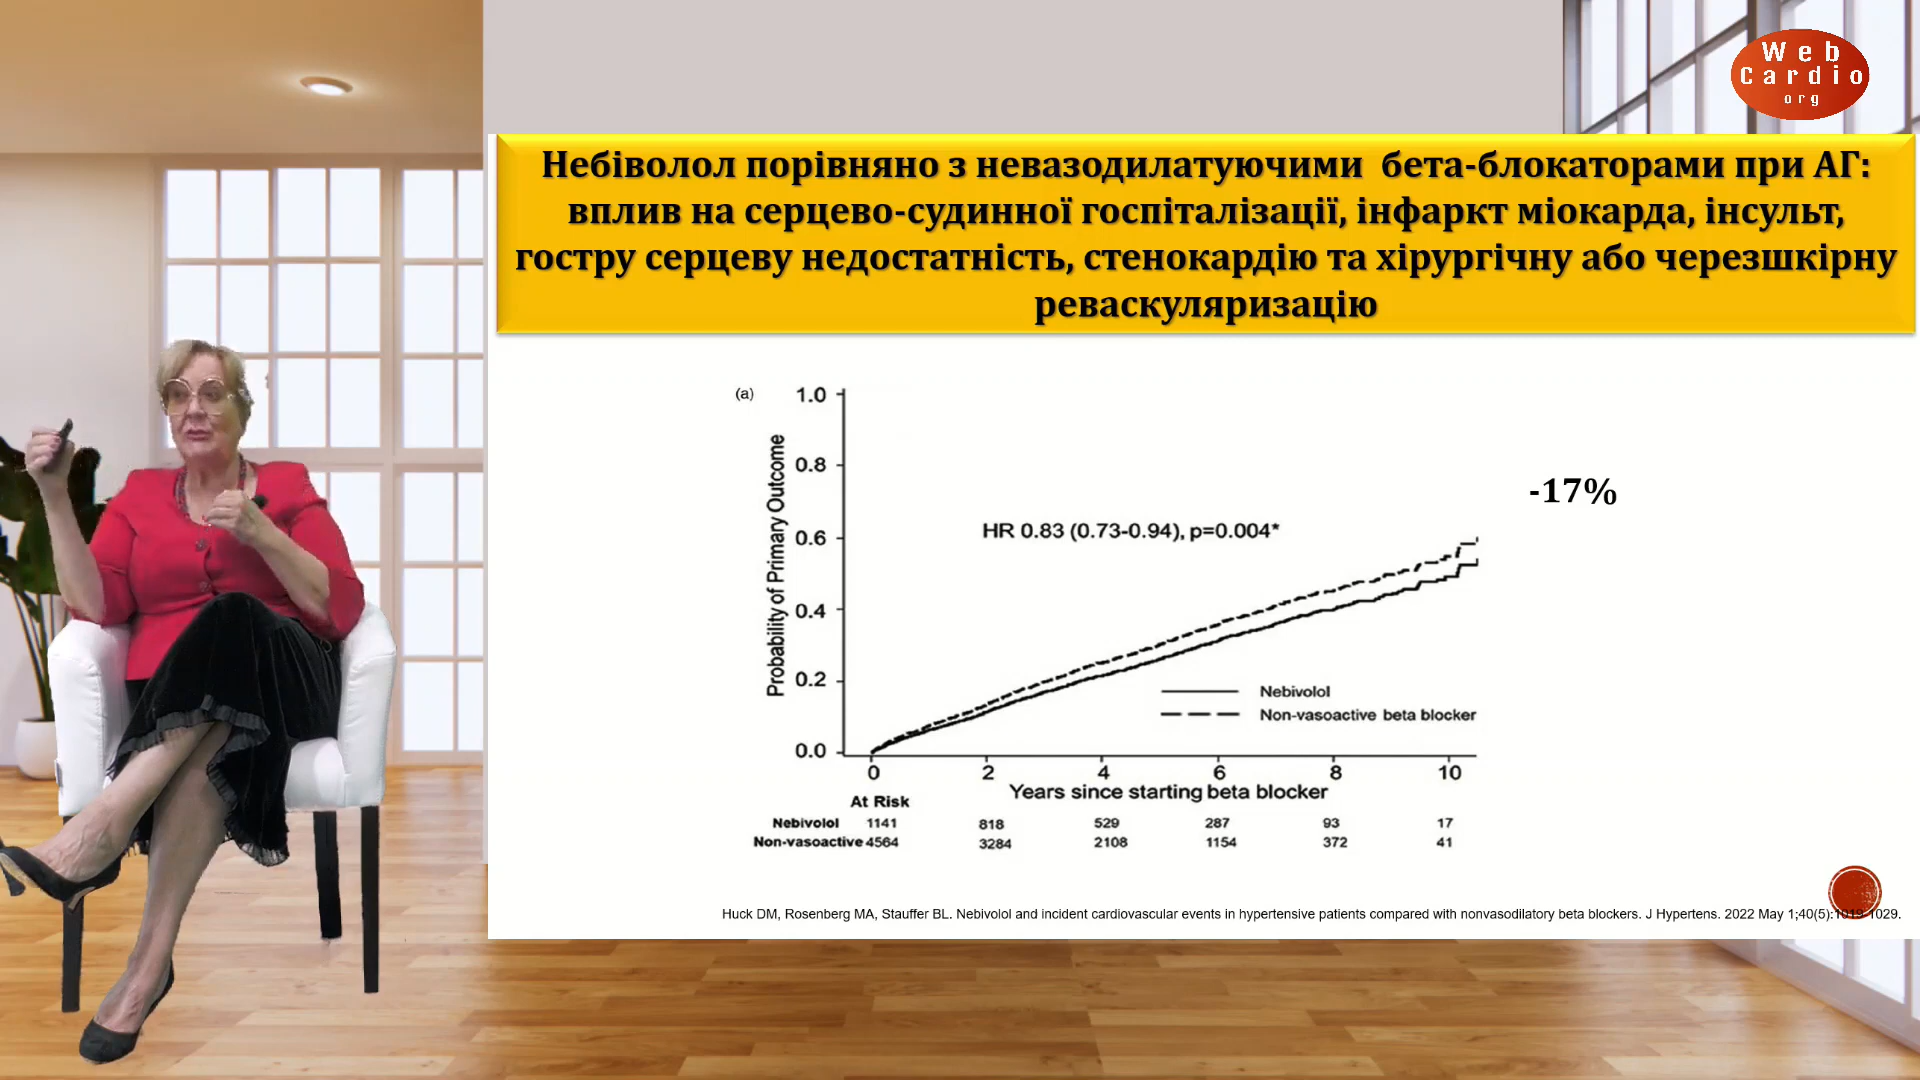 Web
Cardio
org
Небіволол порівняно з невазодилатуючими бета-блокаторами при АГ:
вплив на серцево-судинної госпіталізації, інфаркт міокарда, інсульт,
гостру серцеву недостатність, стенокардію та хірургічну або черезшкірну
реваскуляризацію
(a)
1.0
0.8
0.6
0.4
0.2
0.0
Probability of Primary Outcome
HR 0.83 (0.73-0.94), p=0.004*
-17%
Nebivolol
Non-vasoactive beta blocker
0 2 4 6 8 10
Years since starting beta blocker
At Risk
Nebivolol 1141 818 529 287 93 17
Non-vasoactive 4564 3284 2108 1154 372 41
Huck DM, Rosenberg MA, Stauffer BL. Nebivolol and incident cardiovascular events in hypertensive patients compared with nonvasodilatory beta blockers. J Hypertens. 2022 May 1;40(5):1019-1029.